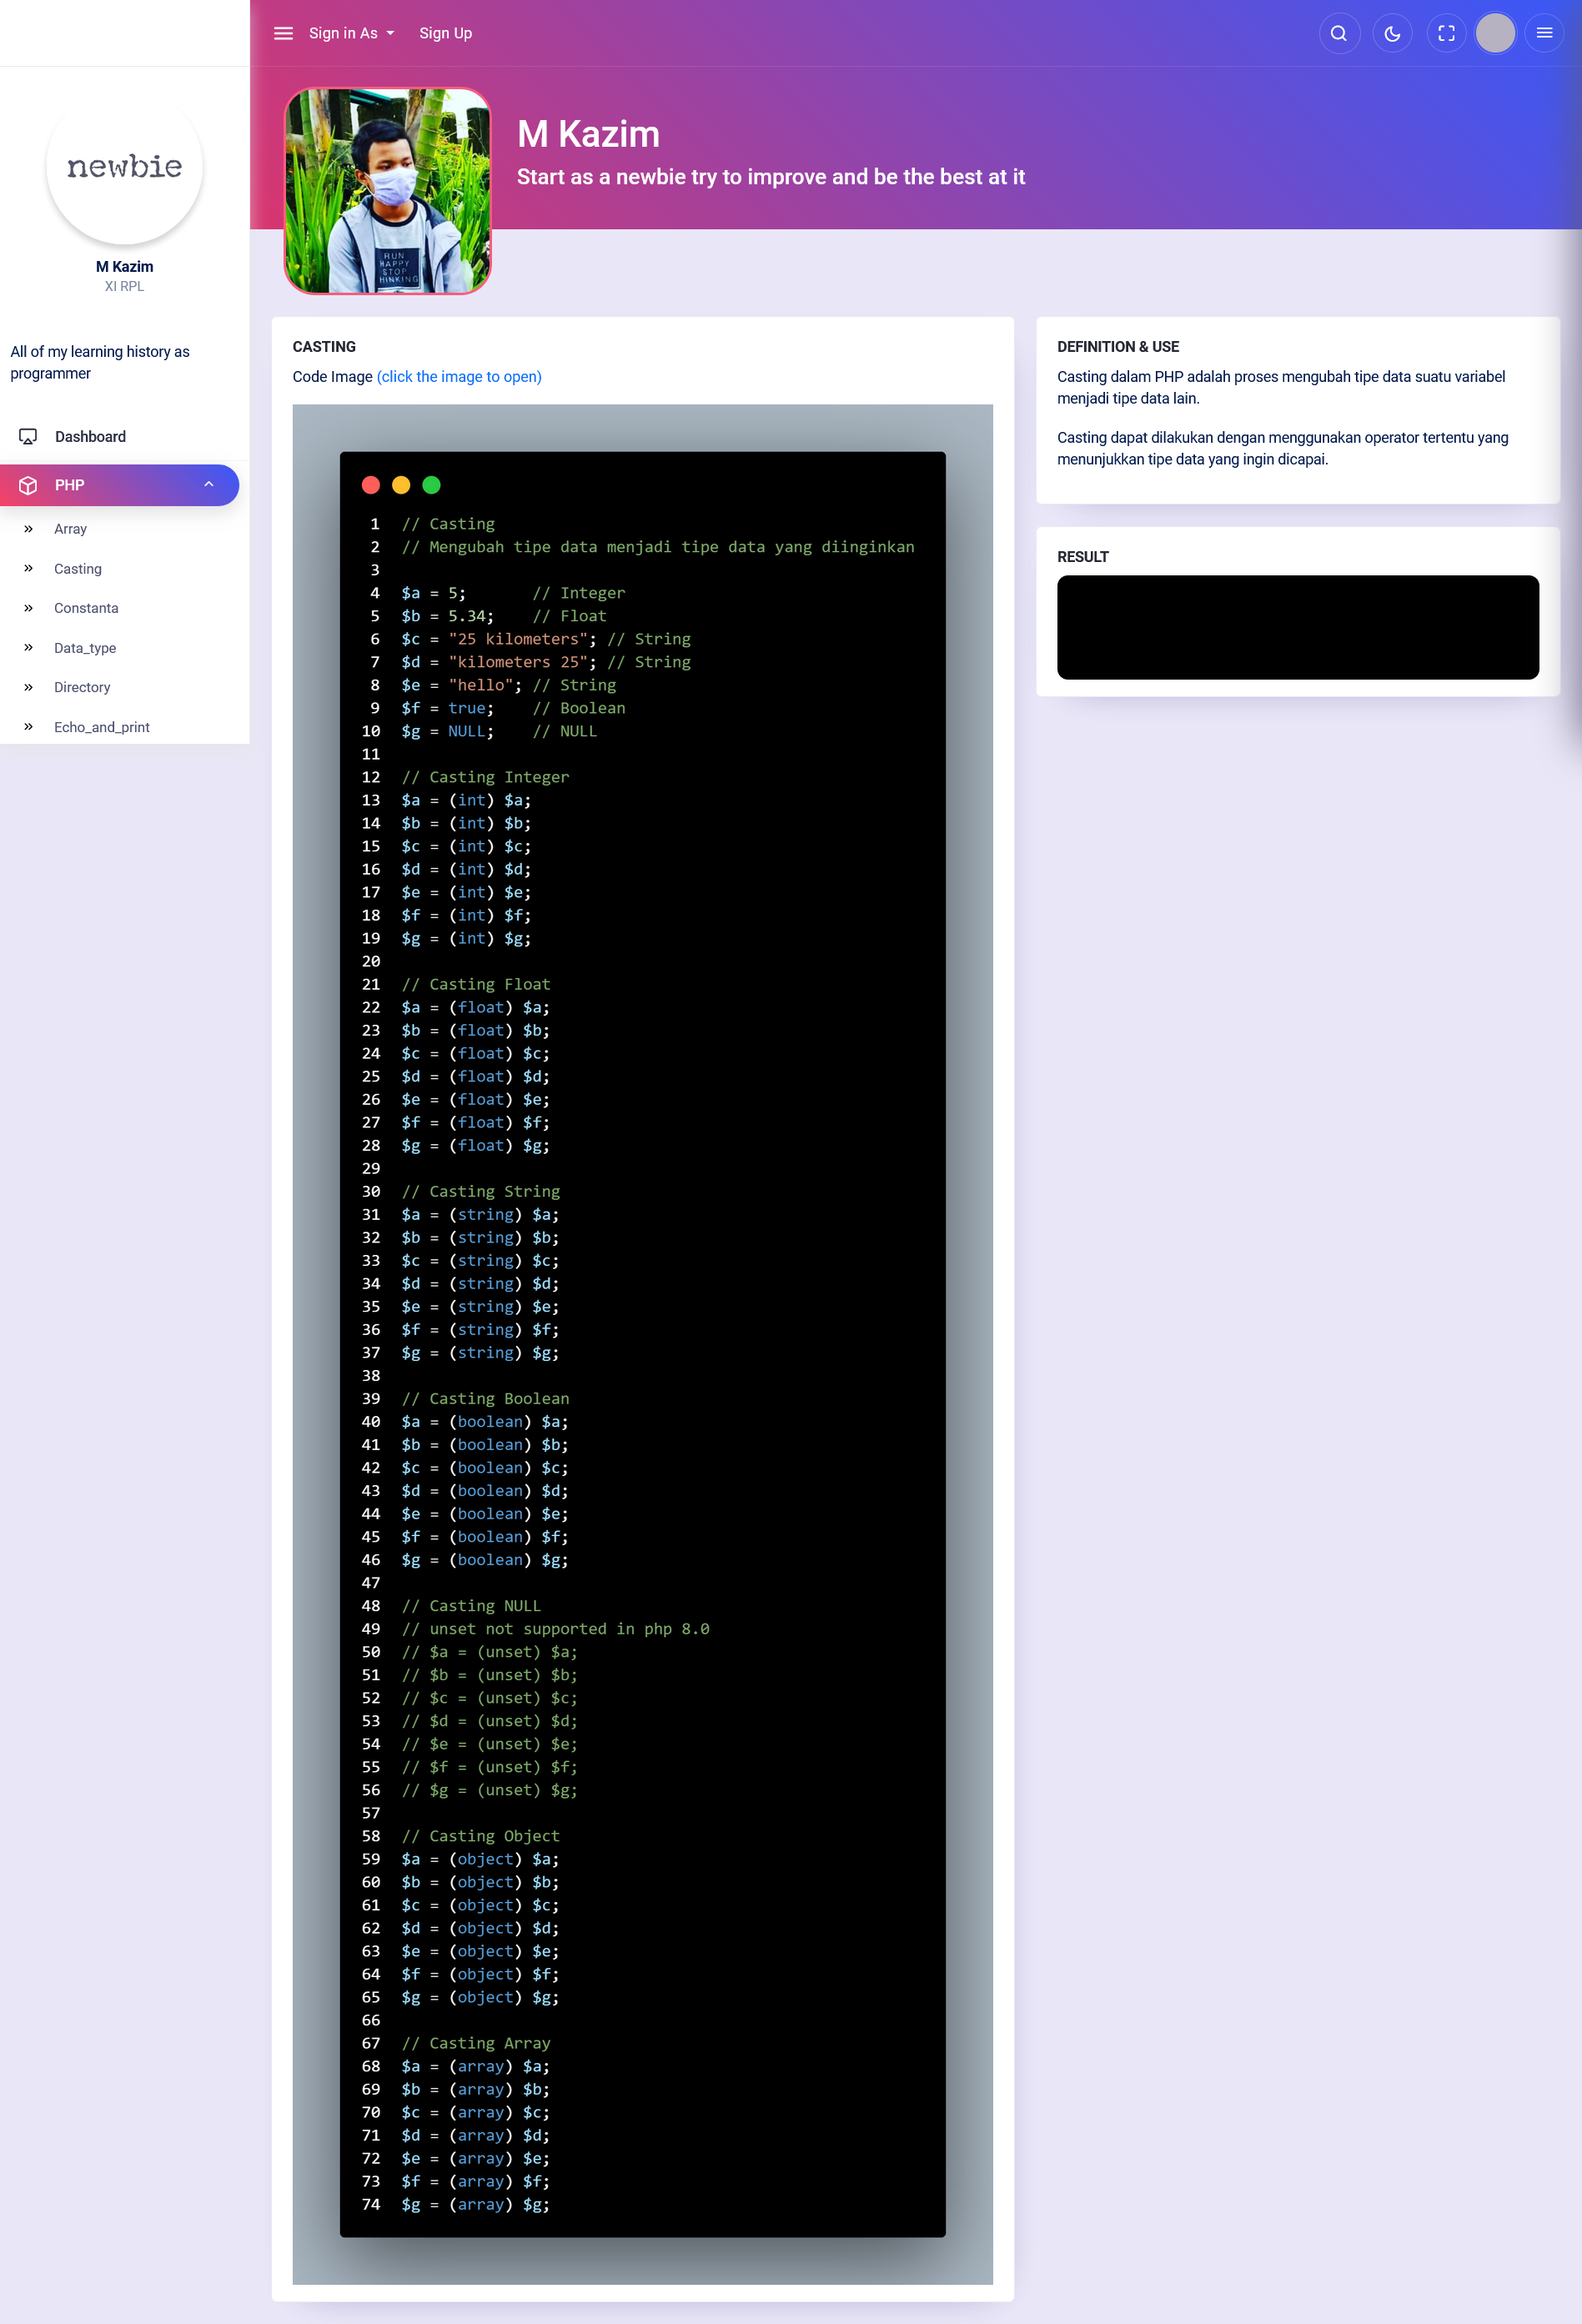 Sign in As
Sign Up
newbie
M Kazim
XI RPL
All of my learning history as
programmer
Dashboard
PHP
Array
Casting
Constanta
Data_type
Directory
Echo_and_print
M Kazim
Start as a newbie try to improve and be the best at it
RUN
HAPPY
STOP
THINKING
CASTING
Code Image (click the image to open)
1 // Casting
2 // Mengubah tipe data menjadi tipe data yang diinginkan
3
4 $a = 5;       // Integer
5 $b = 5.34;    // Float
6 $c = "25 kilometers"; // String
7 $d = "kilometers 25"; // String
8 $e = "hello"; // String
9 $f = true;    // Boolean
10 $g = NULL;    // NULL
11
12 // Casting Integer
13 $a = (int) $a;
14 $b = (int) $b;
15 $c = (int) $c;
16 $d = (int) $d;
17 $e = (int) $e;
18 $f = (int) $f;
19 $g = (int) $g;
20
21 // Casting Float
22 $a = (float) $a;
23 $b = (float) $b;
24 $c = (float) $c;
25 $d = (float) $d;
26 $e = (float) $e;
27 $f = (float) $f;
28 $g = (float) $g;
29
30 // Casting String
31 $a = (string) $a;
32 $b = (string) $b;
33 $c = (string) $c;
34 $d = (string) $d;
35 $e = (string) $e;
36 $f = (string) $f;
37 $g = (string) $g;
38
39 // Casting Boolean
40 $a = (boolean) $a;
41 $b = (boolean) $b;
42 $c = (boolean) $c;
43 $d = (boolean) $d;
44 $e = (boolean) $e;
45 $f = (boolean) $f;
46 $g = (boolean) $g;
47
48 // Casting NULL
49 // unset not supported in php 8.0
50 // $a = (unset) $a;
51 // $b = (unset) $b;
52 // $c = (unset) $c;
53 // $d = (unset) $d;
54 // $e = (unset) $e;
55 // $f = (unset) $f;
56 // $g = (unset) $g;
57
58 // Casting Object
59 $a = (object) $a;
60 $b = (object) $b;
61 $c = (object) $c;
62 $d = (object) $d;
63 $e = (object) $e;
64 $f = (object) $f;
65 $g = (object) $g;
66
67 // Casting Array
68 $a = (array) $a;
69 $b = (array) $b;
70 $c = (array) $c;
71 $d = (array) $d;
72 $e = (array) $e;
73 $f = (array) $f;
74 $g = (array) $g;
DEFINITION & USE
Casting dalam PHP adalah proses mengubah tipe data suatu variabel
menjadi tipe data lain.
Casting dapat dilakukan dengan menggunakan operator tertentu yang
menunjukkan tipe data yang ingin dicapai.
RESULT